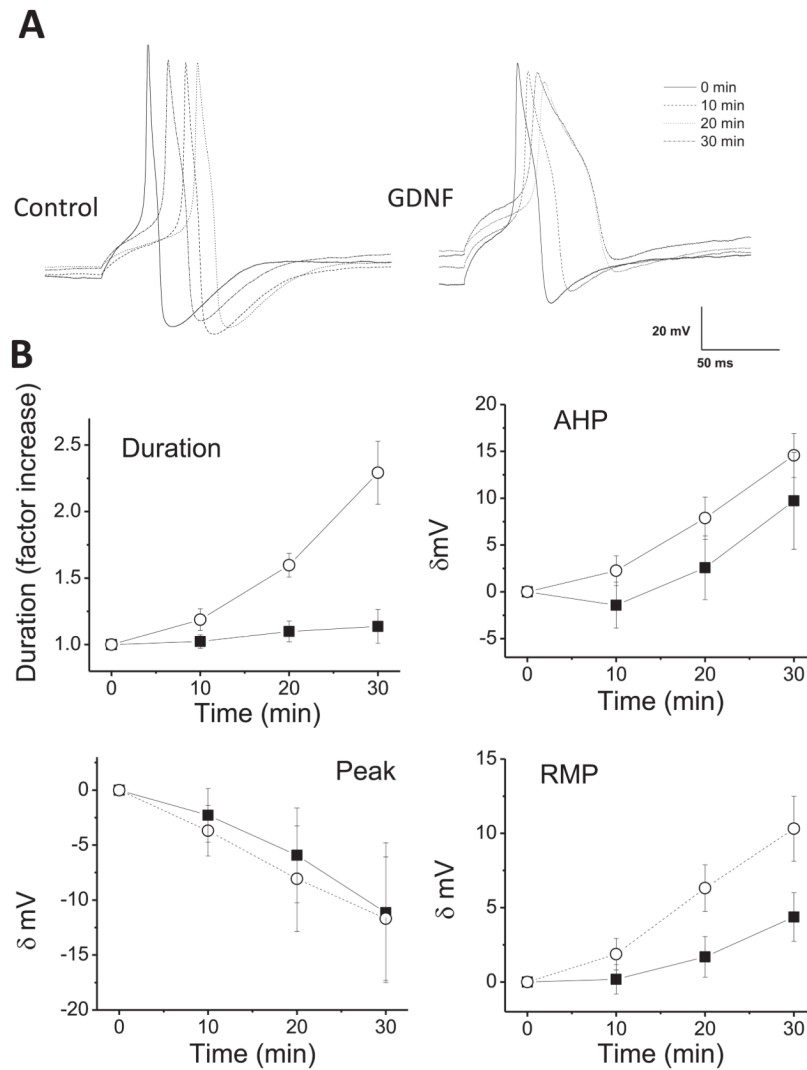 A
0 min
10 min
20 min
30 min
Control
GDNF
20 mV
50 ms
B
Duration (factor increase)
Duration
2.5
2.0
1.5
1.0
0
10
20
30
Time (min)
δmV
AHP
20
15
10
5
0
-5
0
10
20
30
Time (min)
δ mV
Peak
0
-5
-10
-15
-20
0
10
20
30
Time (min)
δ mV
RMP
15
10
5
0
0
10
20
30
Time (min)